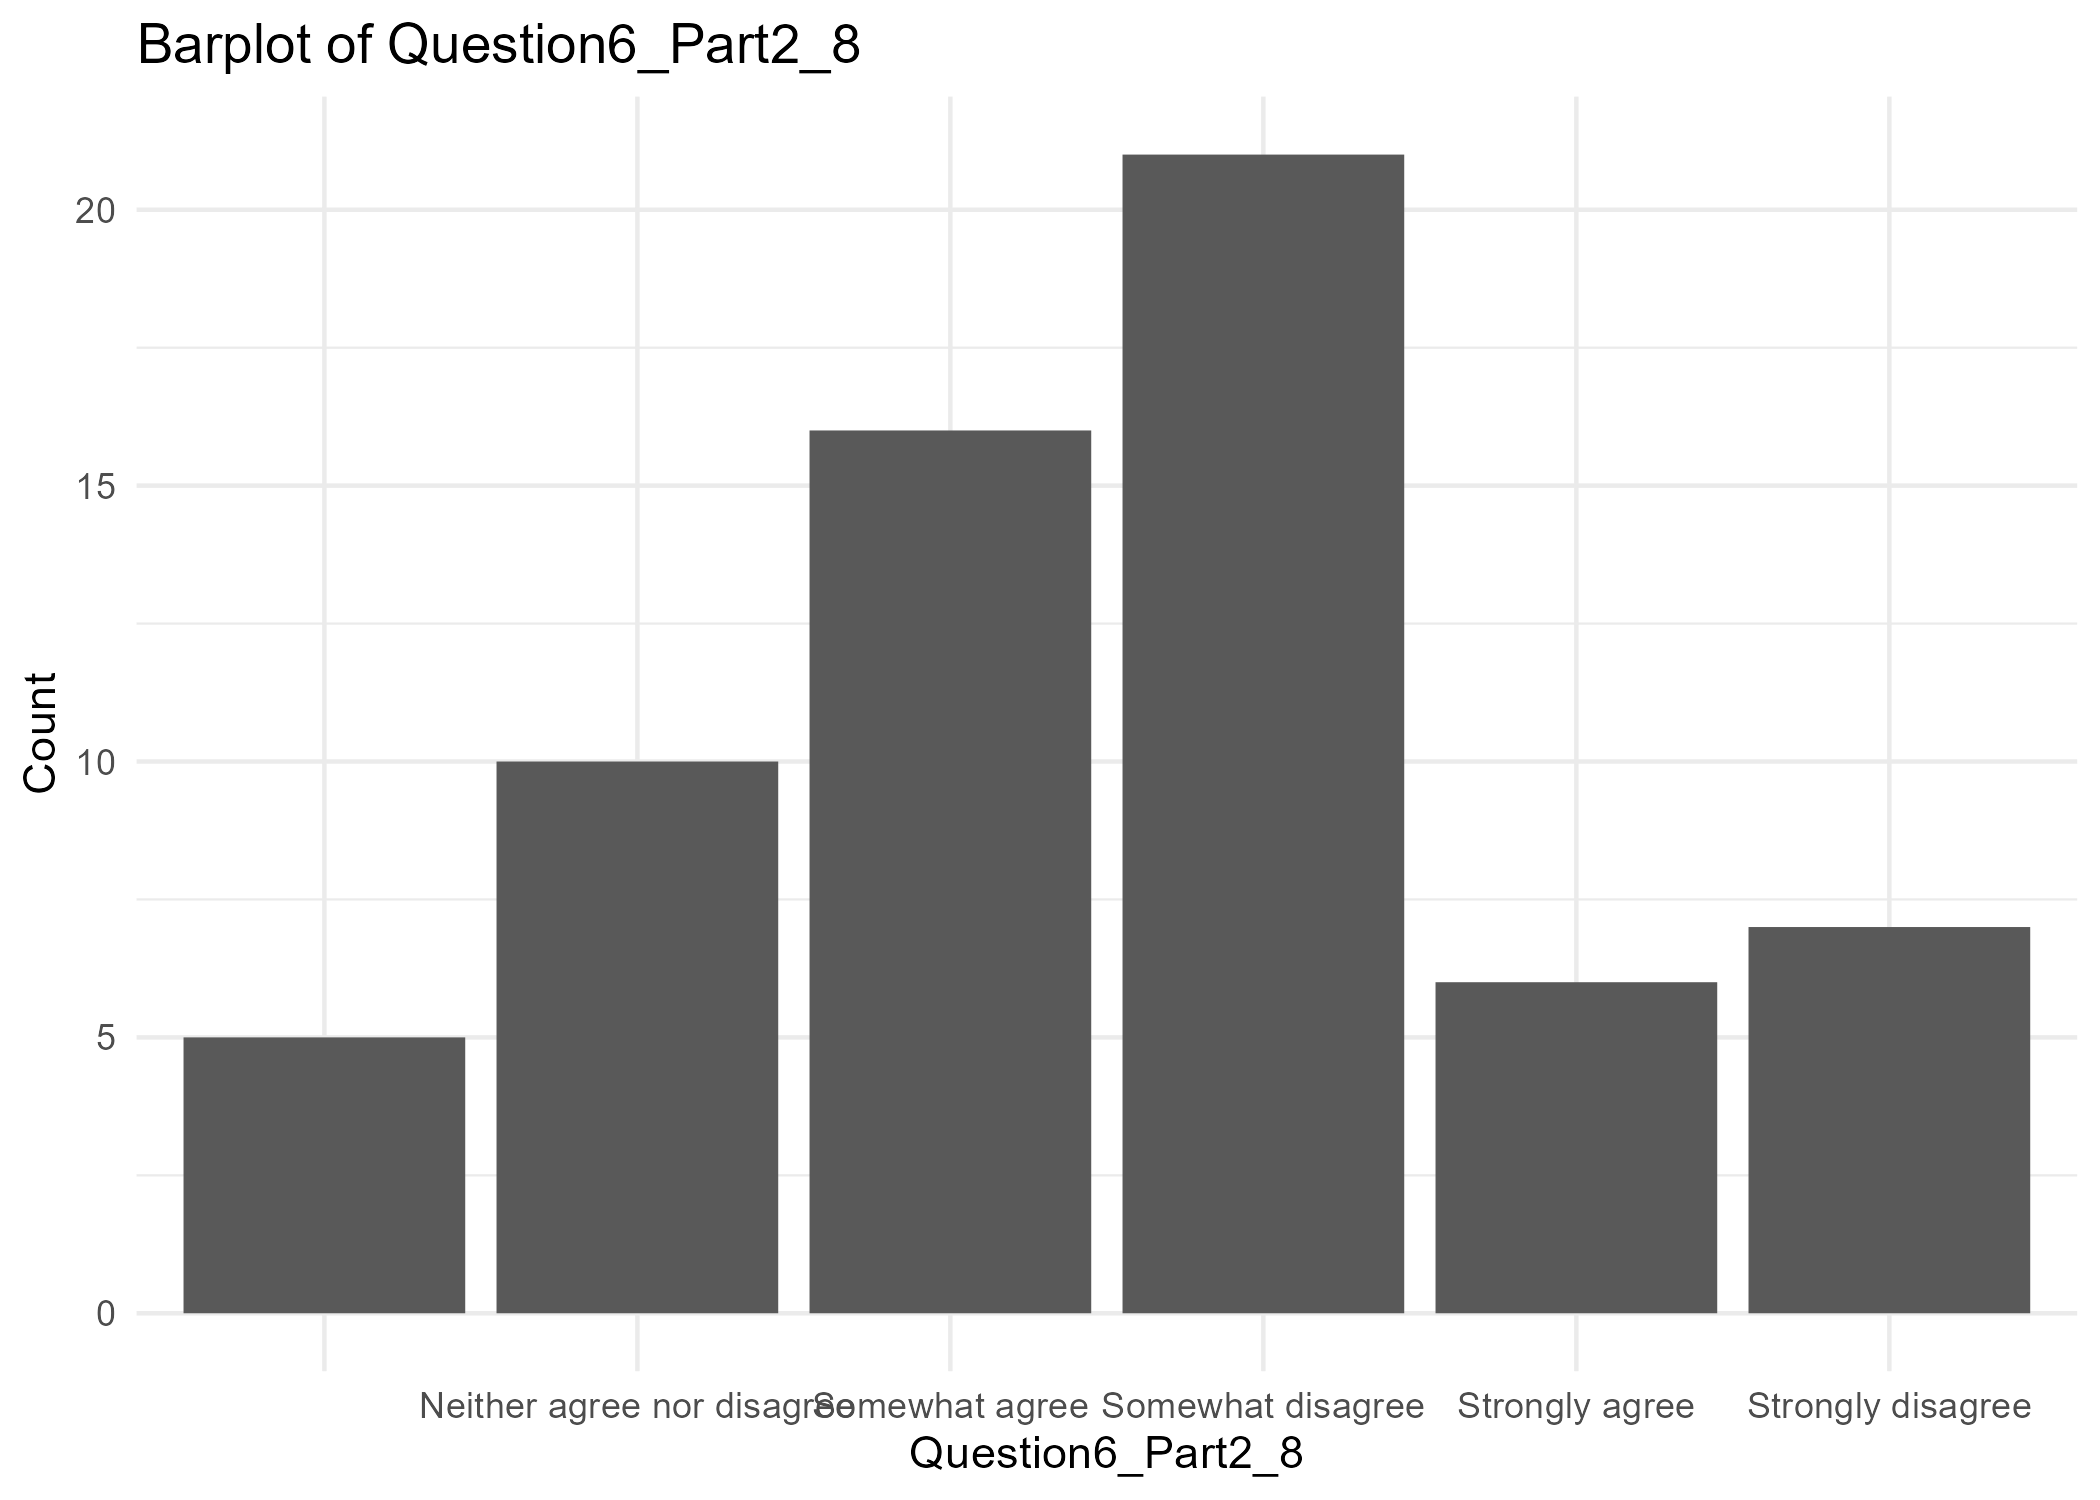 Barplot of Question6_Part2_8
Count
20
15
10
5
0
Neither agree nor disagree Somewhat agree Somewhat disagree Strongly agree Strongly disagree
Question6_Part2_8